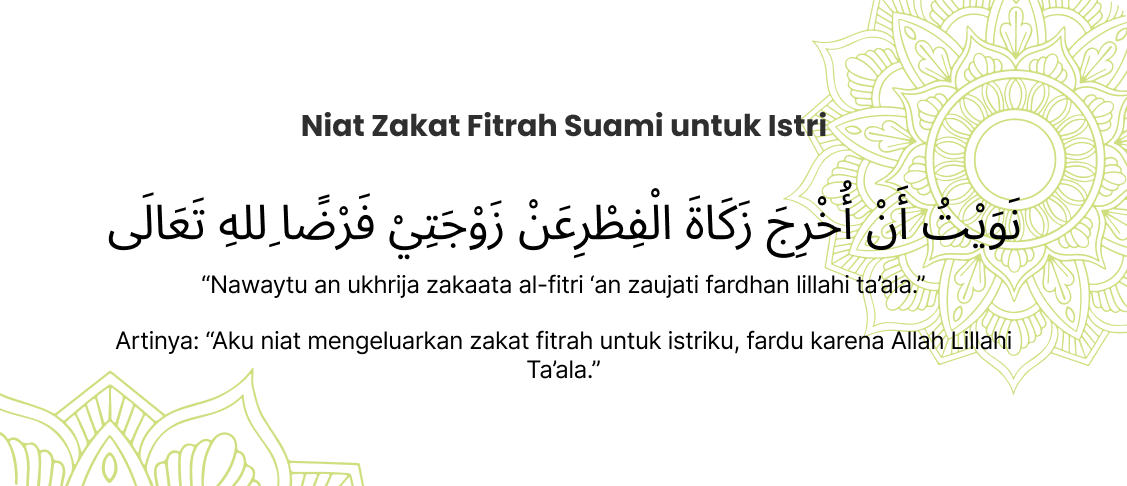 Niat Zakat Fitrah Suami untuk Istri
نَوَيْتُ أَنْ أُخْرِجَ زَكَاةَ الْفِطْرِعَنْ زَوْجَتِيْ فَرْضًا ِللهِ تَعَالَى
“Nawaytu an ukhrija zakaata al-fitri ‘an zaujati fardhan lillahi ta’ala.”
Artinya: “Aku niat mengeluarkan zakat fitrah untuk istriku, fardu karena Allah Lillahi
Ta’ala.”